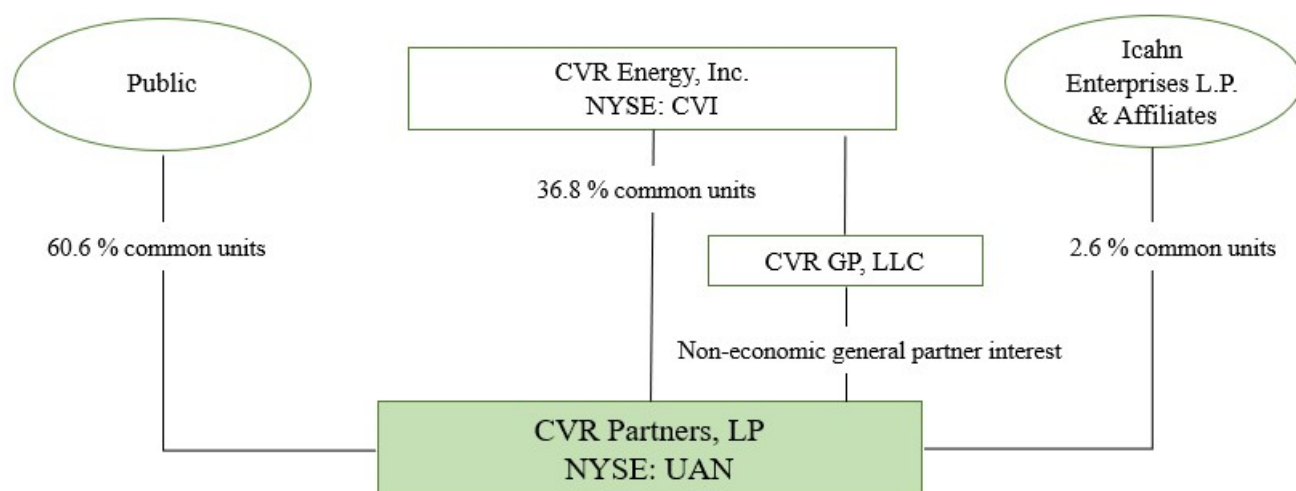 Public
CVR Energy, Inc.
NYSE: CVI
Icahn
Enterprises L.P.
& Affiliates
60.6 % common units
36.8 % common units
CVR GP, LLC
2.6 % common units
Non-economic general partner interest
CVR Partners, LP
NYSE: UAN